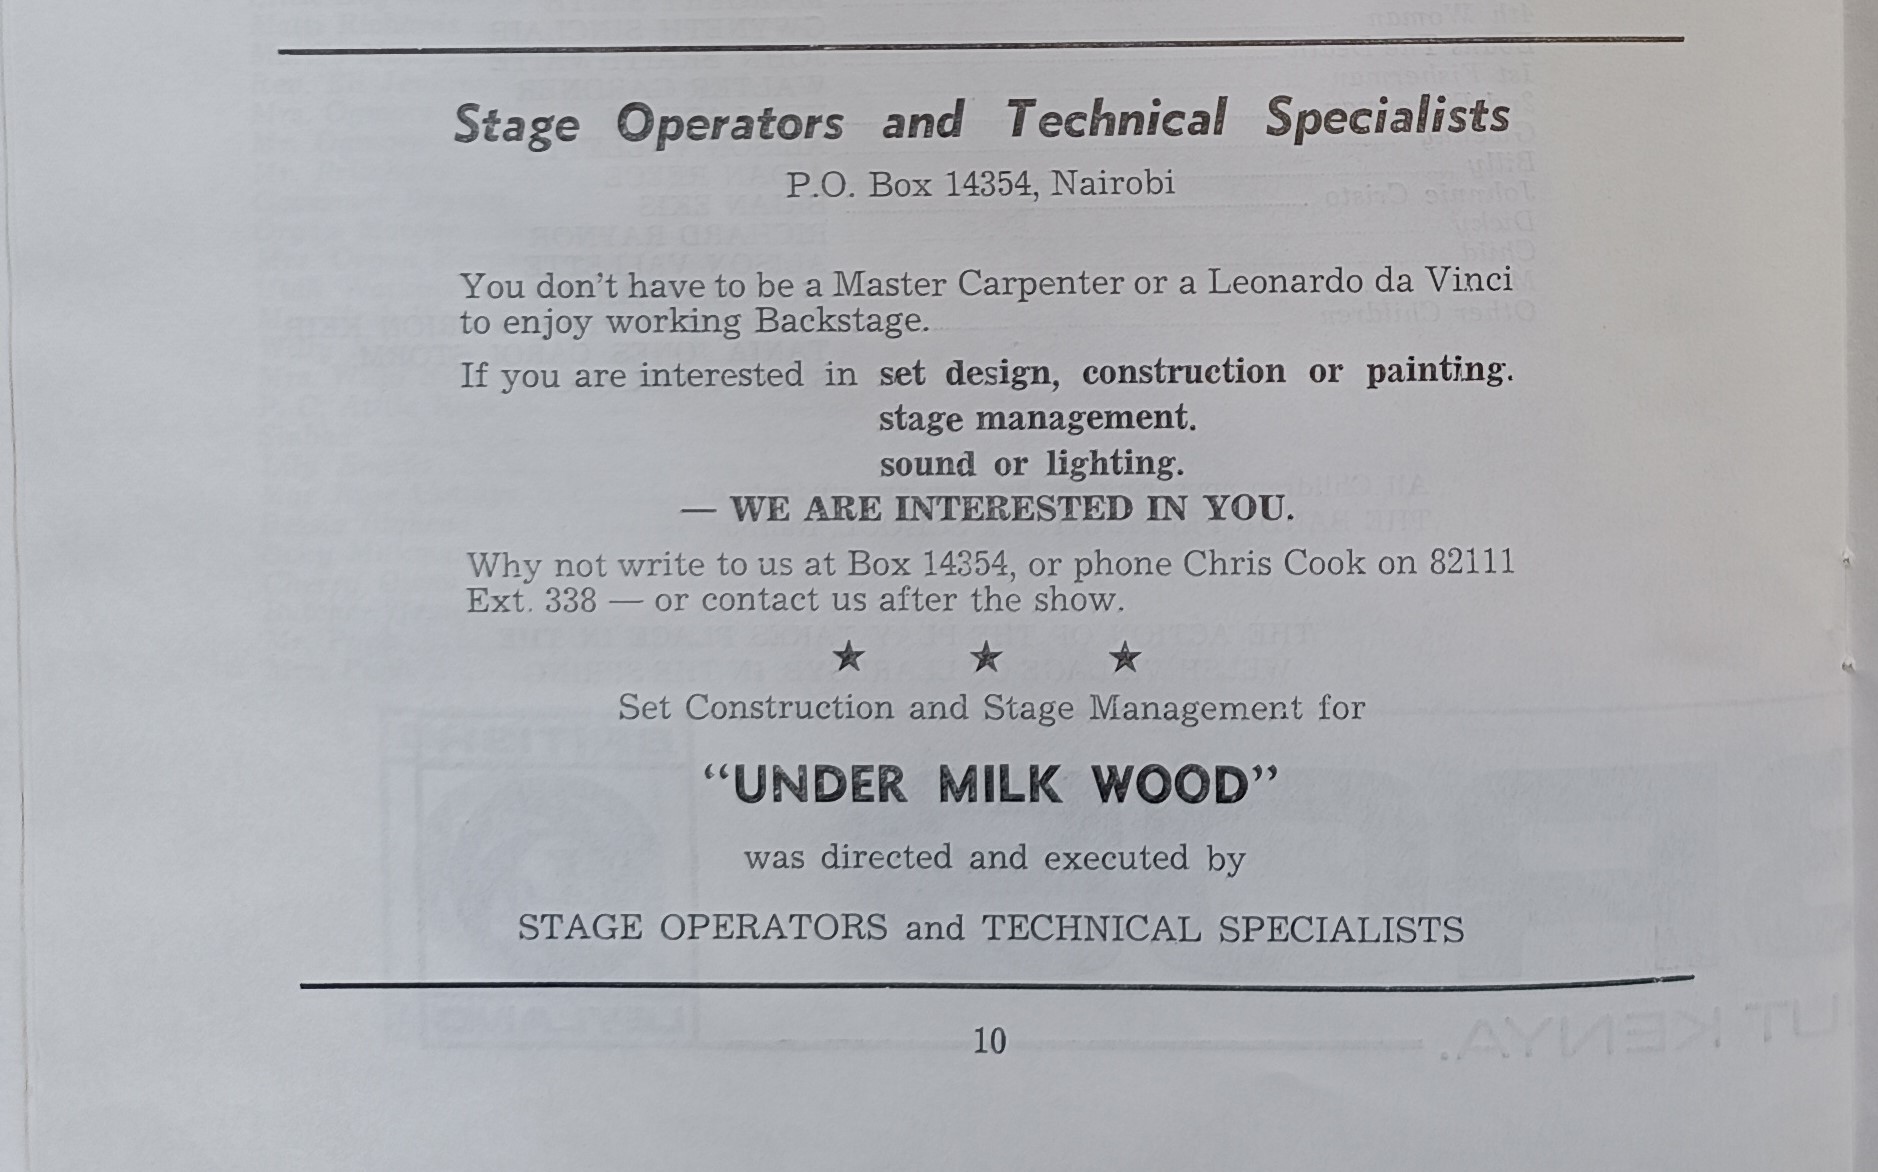 Stage Operators and Technical Specialists
P.O. Box 14354, Nairobi
You don't have to be a Master Carpenter or a Leonardo da Vinci
to enjoy working Backstage.
If you are interested in set design, construction or painting.
stage management.
sound or lighting.
— WE ARE INTERESTED IN YOU.
Why not write to us at Box 14354, or phone Chris Cook on 82111
Ext. 338 — or contact us after the show.
★ ★ ★
Set Construction and Stage Management for
"UNDER MILK WOOD"
was directed and executed by
STAGE OPERATORS and TECHNICAL SPECIALISTS
10